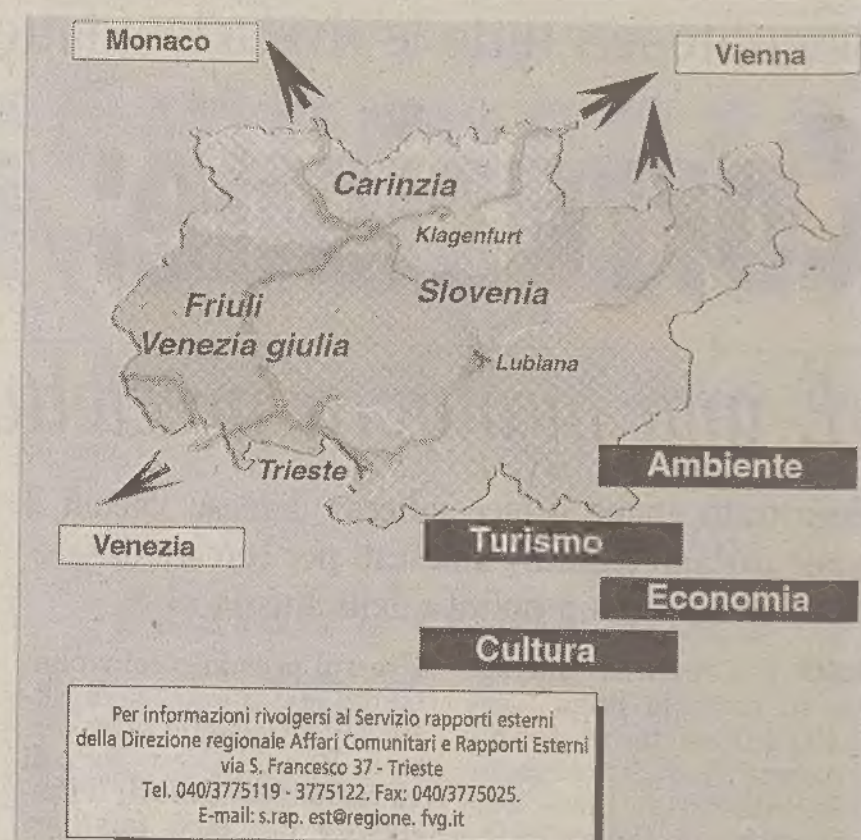 Monaco
Vienna
Carinzia
Klagenfurt
Slovenia
Friuli
Venezia giulia
Lubiana
Trieste
Ambiente
Venezia
Turismo
Economia
Cultura
Per informazioni rivolgersi al Servizio rapporti esterni
della Direzione regionale Affari Comunitari e Rapporti Esterni
via S. Francesco 37 - Trieste
Tel. 040/3775119 - 3775122, Fax: 040/3775025.
E-mail: s.rap. est@regione. fvg.it